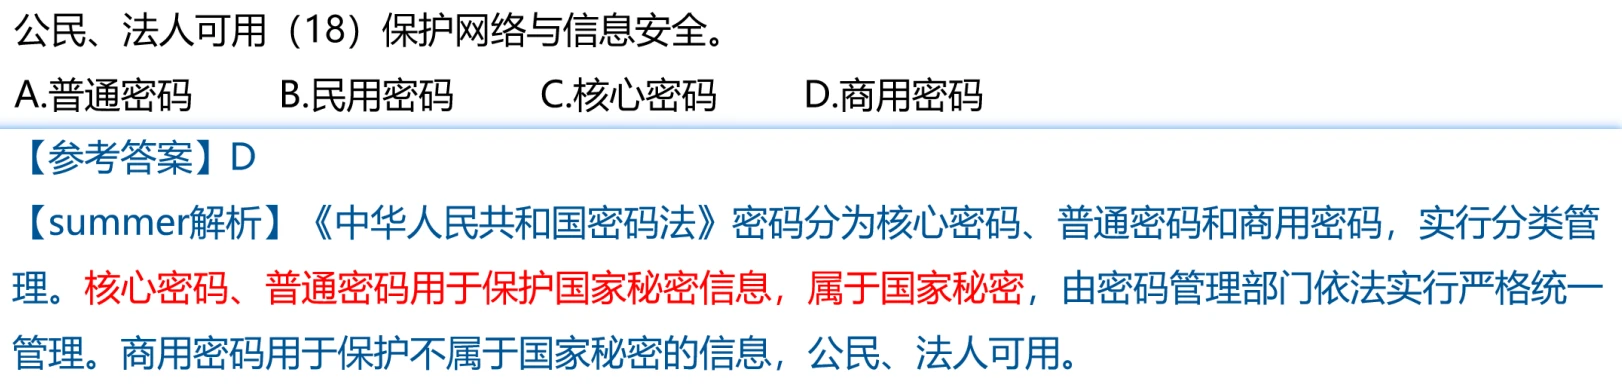 公民、法人可用（18）保护网络与信息安全。
A.普通密码 B.民用密码 C.核心密码 D.商用密码
【参考答案】D
【summer解析】《中华人民共和国密码法》密码分为核心密码、普通密码和商用密码，实行分类管
理。核心密码、普通密码用于保护国家秘密信息，属于国家秘密，由密码管理部门依法实行严格统一
管理。商用密码用于保护不属于国家秘密的信息，公民、法人可用。